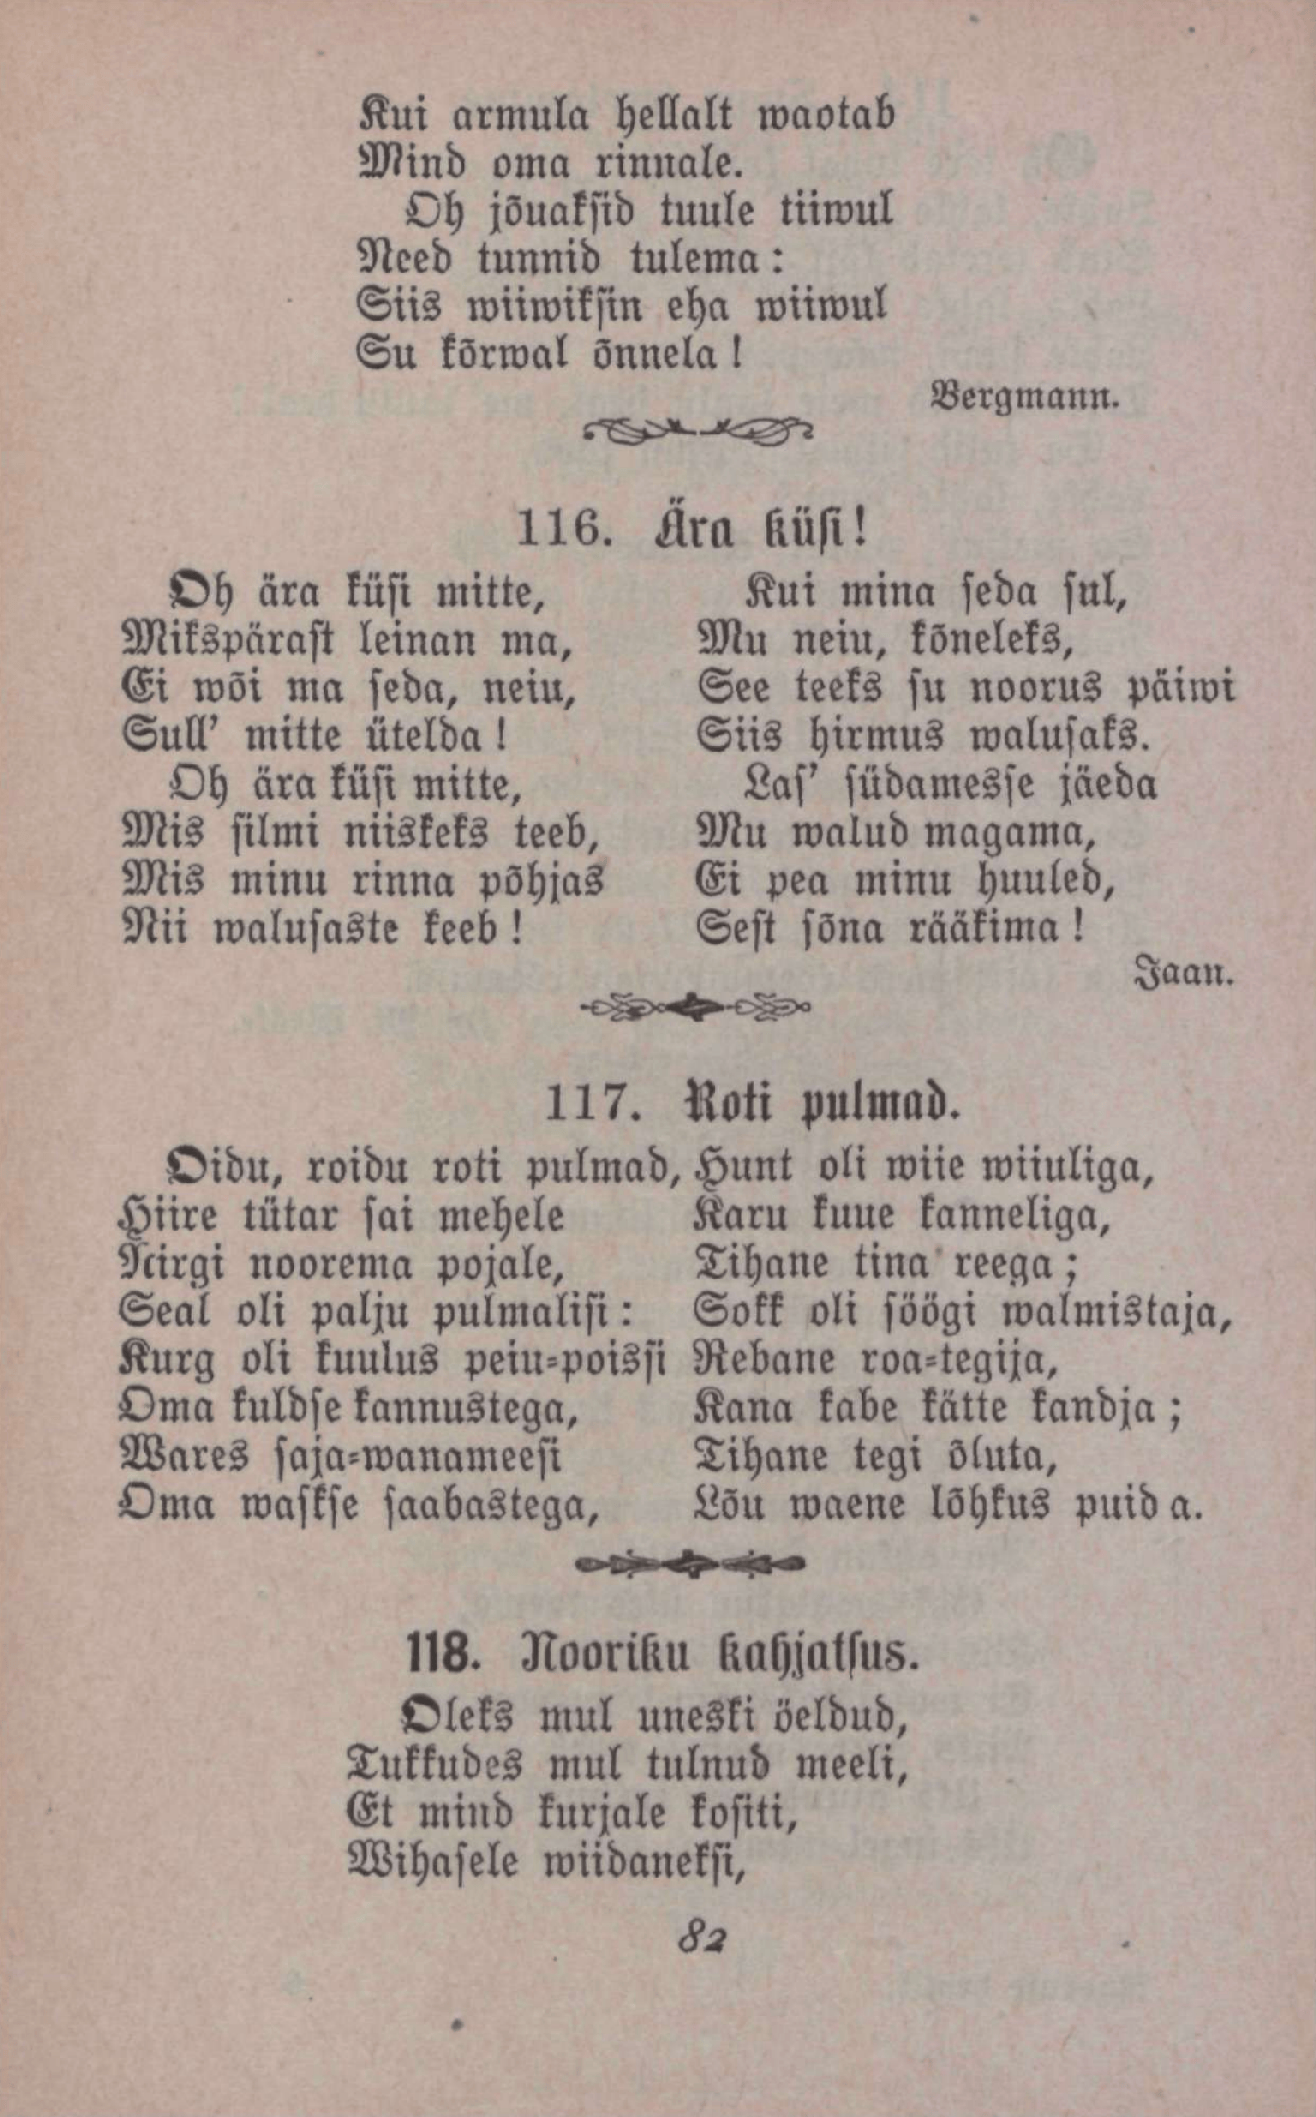 Kui armula hellalt waotab
Mind oma rinnale.
Oh jõuaksid tuule tiiwul
Need tunnid tulema:
Siis wiiwiksin eha wiiwul
Su kõrwal õnnela!
Bergmann.
116. Ära küsi!
Oh ära küsi mitte,
Mikspärast leinan ma,
Ei wõi ma seda, neiu,
Sull' mitte ütelda!
Oh ära küsi mitte,
Mis silmi niiskeks teeb,
Mis minu rinna põhjas
Nii walusaste keeb!
Kui mina seda sul,
Mu neiu, kõneleks,
See teeks su noorus päiwi
Siis hirmus walusaks.
Las' südamesse jäeda
Mu walud magama,
Ei pea minu huuled,
Sest sõna rääkima!
Jaan.
117. Roti pulmad.
Oidu, roidu roti pulmad,
Hiire tütar sai mehele
Nirgi noorema pojale,
Seal oli palju pulmalisi:
Kurg oli kuulus peiu-poissi
Oma kuldse kannustega,
Wares saja-wanameesi
Oma waskse saabastega,
Hunt oli wiie wiiuliga,
Karu kuue kanneliga,
Tihane tina reega;
Sokk oli söögi walmistaja,
Rebane roa-tegija,
Kana kabe kätte kandja;
Tihane tegi õluta,
Lõu waene lõhkus puid a.
118. Nooriku kahjatsus.
Oleks mul uneski öeldud,
Tukkudes mul tulnud meeli,
Et mind kurjale kositi,
Wihasele wiidaneksi,
82